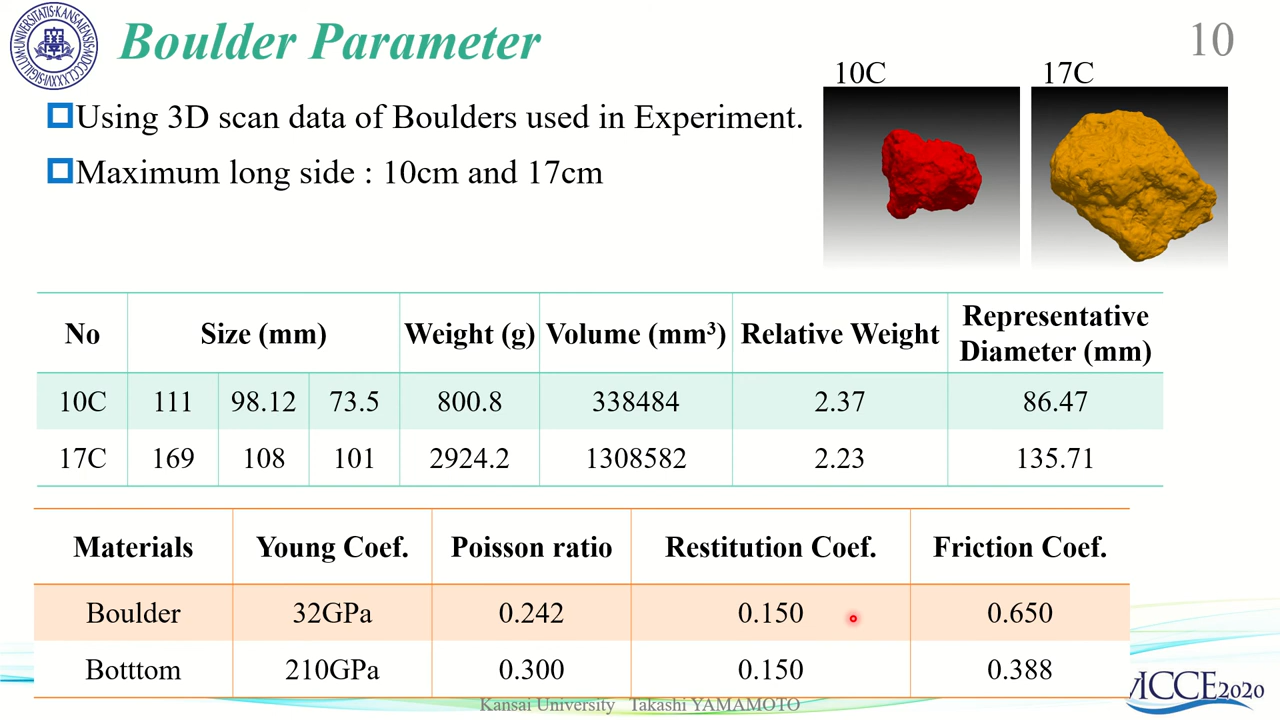 Boulder Parameter
10
Using 3D scan data of Boulders used in Experiment.
Maximum long side : 10cm and 17cm
10C
17C
No Size (mm) Weight (g) Volume (mm³) Relative Weight Representative Diameter (mm)
10C 111 98.12 73.5 800.8 338484 2.37 86.47
17C 169 108 101 2924.2 1308582 2.23 135.71
Materials Young Coef. Poisson ratio Restitution Coef. Friction Coef.
Boulder 32GPa 0.242 0.150 0.650
Botttom 210GPa 0.300 0.150 0.388
Kansai University Takashi YAMAMOTO
ICCE2020